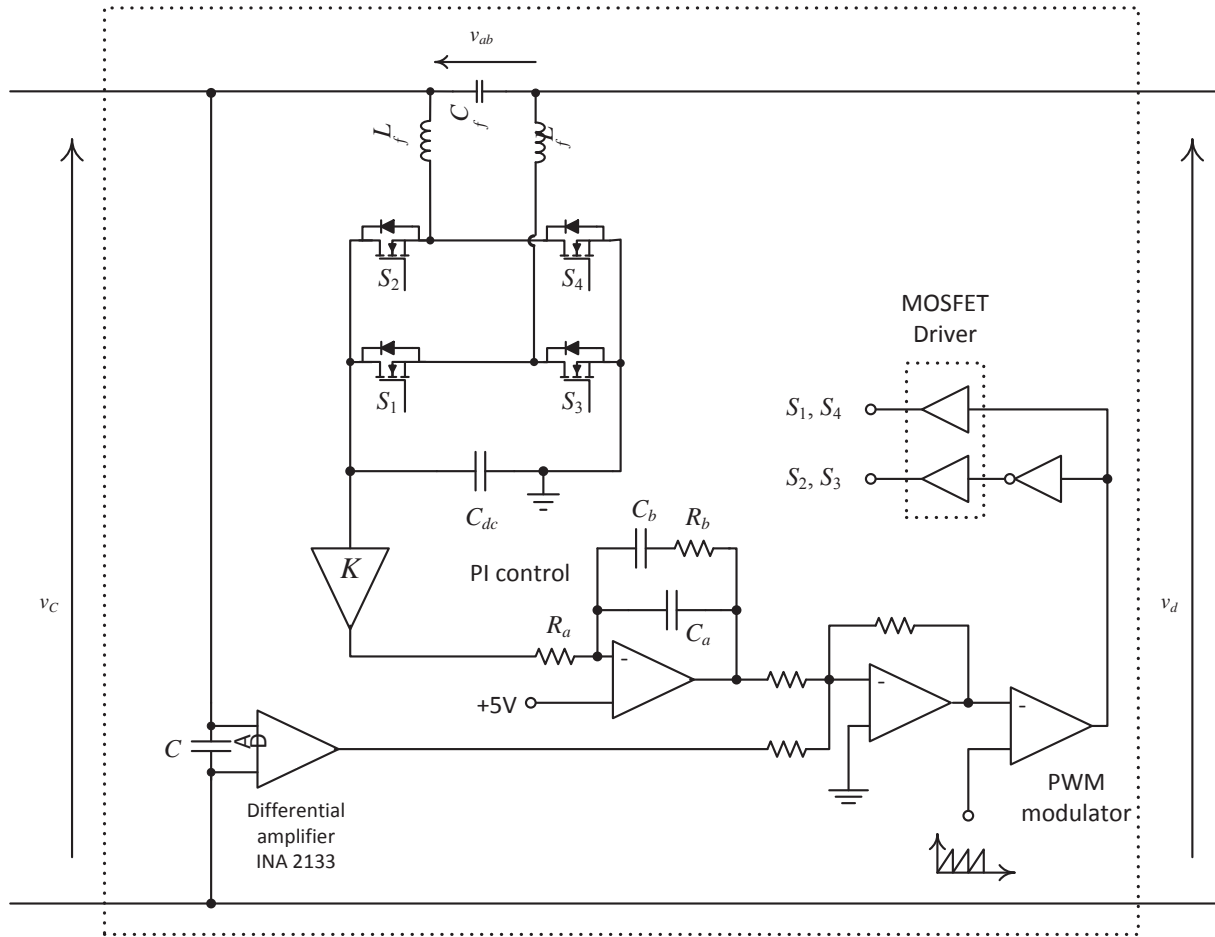 v_ab
C_f
L_f
L_f
S_2
S_4
S_1
S_3
C_dc
MOSFET
Driver
S_1, S_4
S_2, S_3
K
PI control
C_b
R_b
C_a
R_a
-
+5V
-
-
v_C
v_d
C
A
D
Differential
amplifier
INA 2133
PWM
modulator